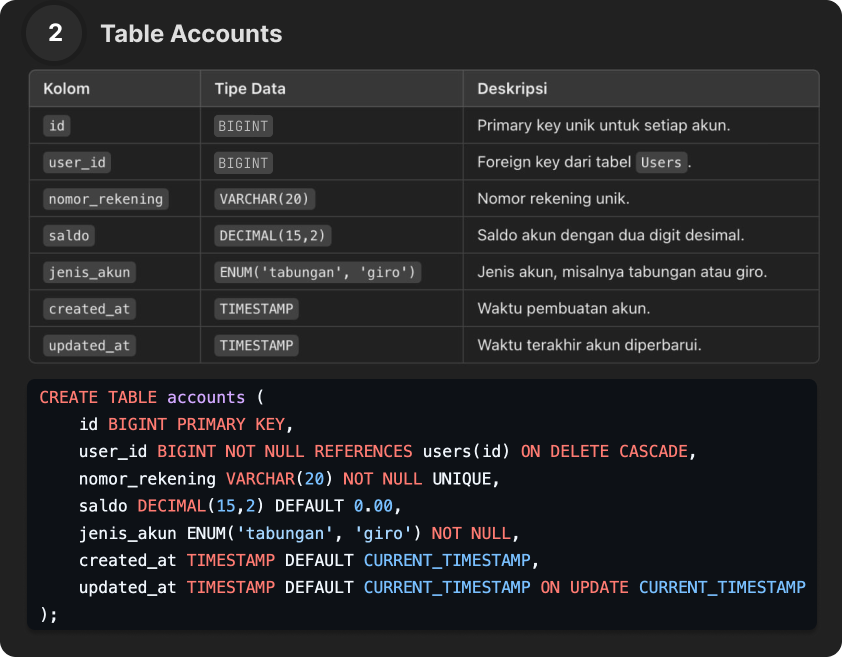 2 Table Accounts
Kolom Tipe Data Deskripsi
id BIGINT Primary key unik untuk setiap akun.
user_id BIGINT Foreign key dari tabel Users.
nomor_rekening VARCHAR(20) Nomor rekening unik.
saldo DECIMAL(15,2) Saldo akun dengan dua digit desimal.
jenis_akun ENUM('tabungan', 'giro') Jenis akun, misalnya tabungan atau giro.
created_at TIMESTAMP Waktu pembuatan akun.
updated_at TIMESTAMP Waktu terakhir akun diperbarui.
CREATE TABLE accounts (
    id BIGINT PRIMARY KEY,
    user_id BIGINT NOT NULL REFERENCES users(id) ON DELETE CASCADE,
    nomor_rekening VARCHAR(20) NOT NULL UNIQUE,
    saldo DECIMAL(15,2) DEFAULT 0.00,
    jenis_akun ENUM('tabungan', 'giro') NOT NULL,
    created_at TIMESTAMP DEFAULT CURRENT_TIMESTAMP,
    updated_at TIMESTAMP DEFAULT CURRENT_TIMESTAMP ON UPDATE CURRENT_TIMESTAMP
);